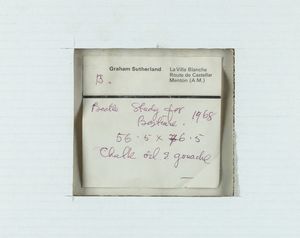 Graham Sutherland
La Villa Blanche
Route de Castellar
Menton (A.M.)
B.
Study for
Bestiare. 1968
56·5 x 76·5
Chalk oil & gouache